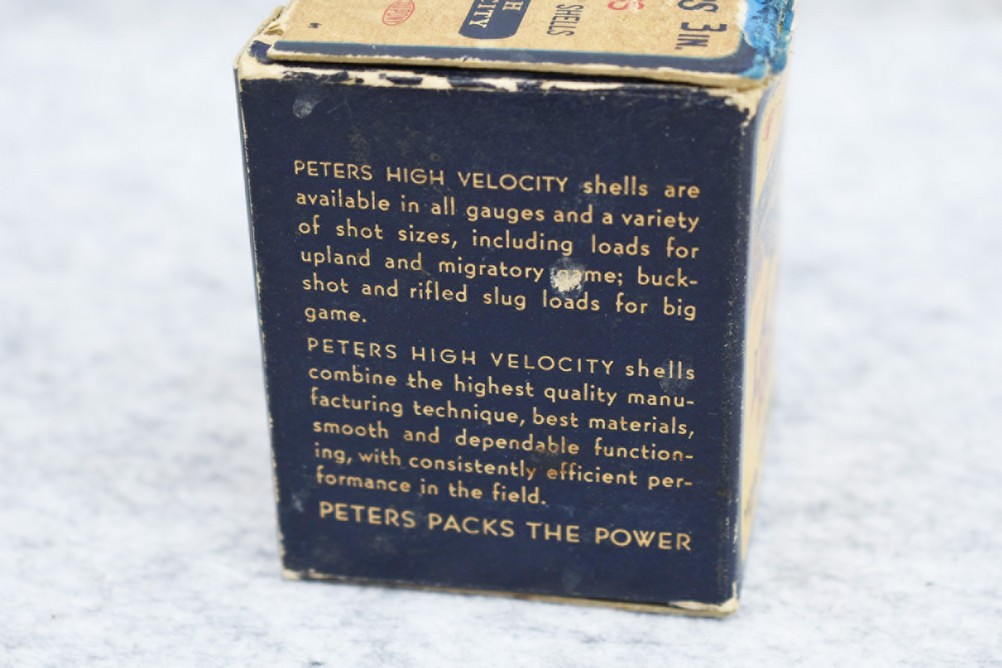 SHELLS
3 IN.
PETERS HIGH VELOCITY shells are
available in all gauges and a variety
of shot sizes, including loads for
upland and migratory game; buck-
shot and rifled slug loads for big
game.
PETERS HIGH VELOCITY shells
combine the highest quality manu-
facturing technique, best materials,
smooth and dependable function-
ing, with consistently efficient per-
formance in the field.
PETERS PACKS THE POWER